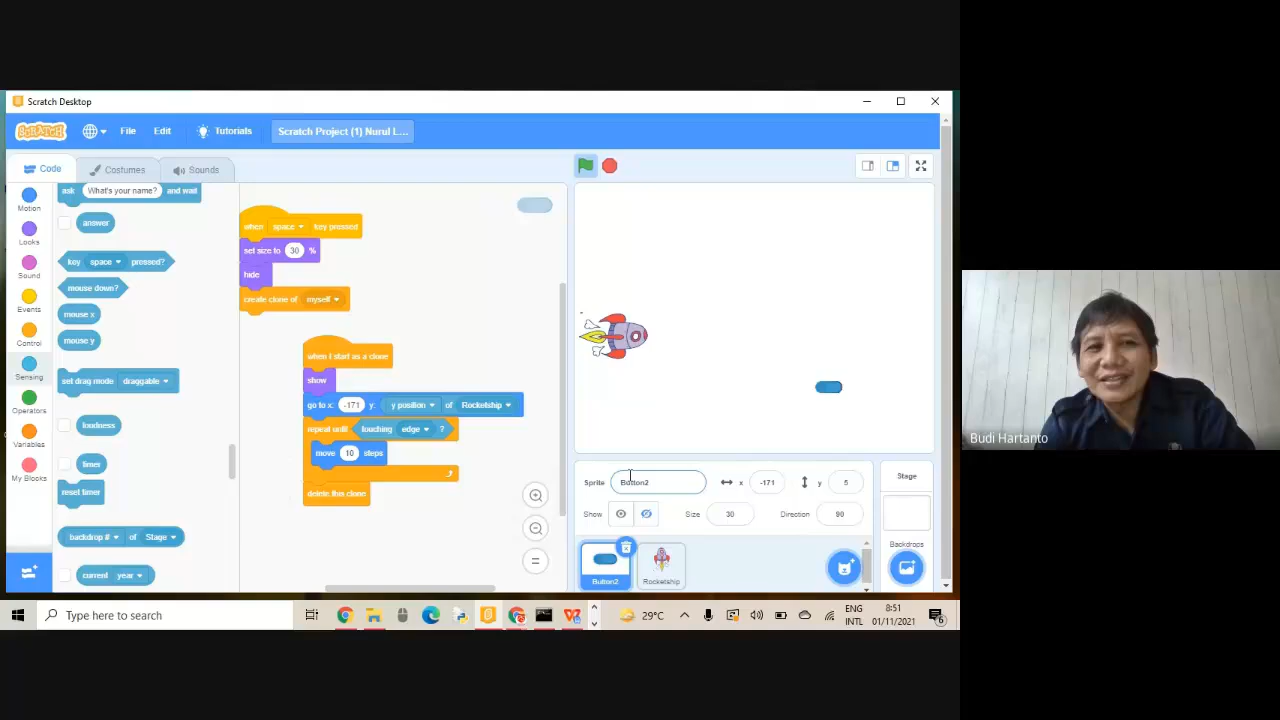 Scratch Desktop
SCRATCH
File
Edit
Tutorials
Scratch Project (1) Nurul L...
Code
Costumes
Sounds
Motion
Looks
Sound
Events
Control
Sensing
Operators
Variables
My Blocks
ask What's your name? and wait
answer
key space pressed?
mouse down?
mouse x
mouse y
set drag mode draggable
loudness
timer
reset timer
backdrop # of Stage
current year
when space key pressed
set size to 30 %
hide
create clone of myself
when I start as a clone
show
go to x: -171 y: y position of Rocketship
repeat until touching edge ?
move 10 steps
delete this clone
Sprite Button2 x -171 y 5
Show Size 30 Direction 90
Button2
Rocketship
Stage
Backdrops
Type here to search
29°C
ENG
INTL
8:51
01/11/2021
6
Budi Hartanto